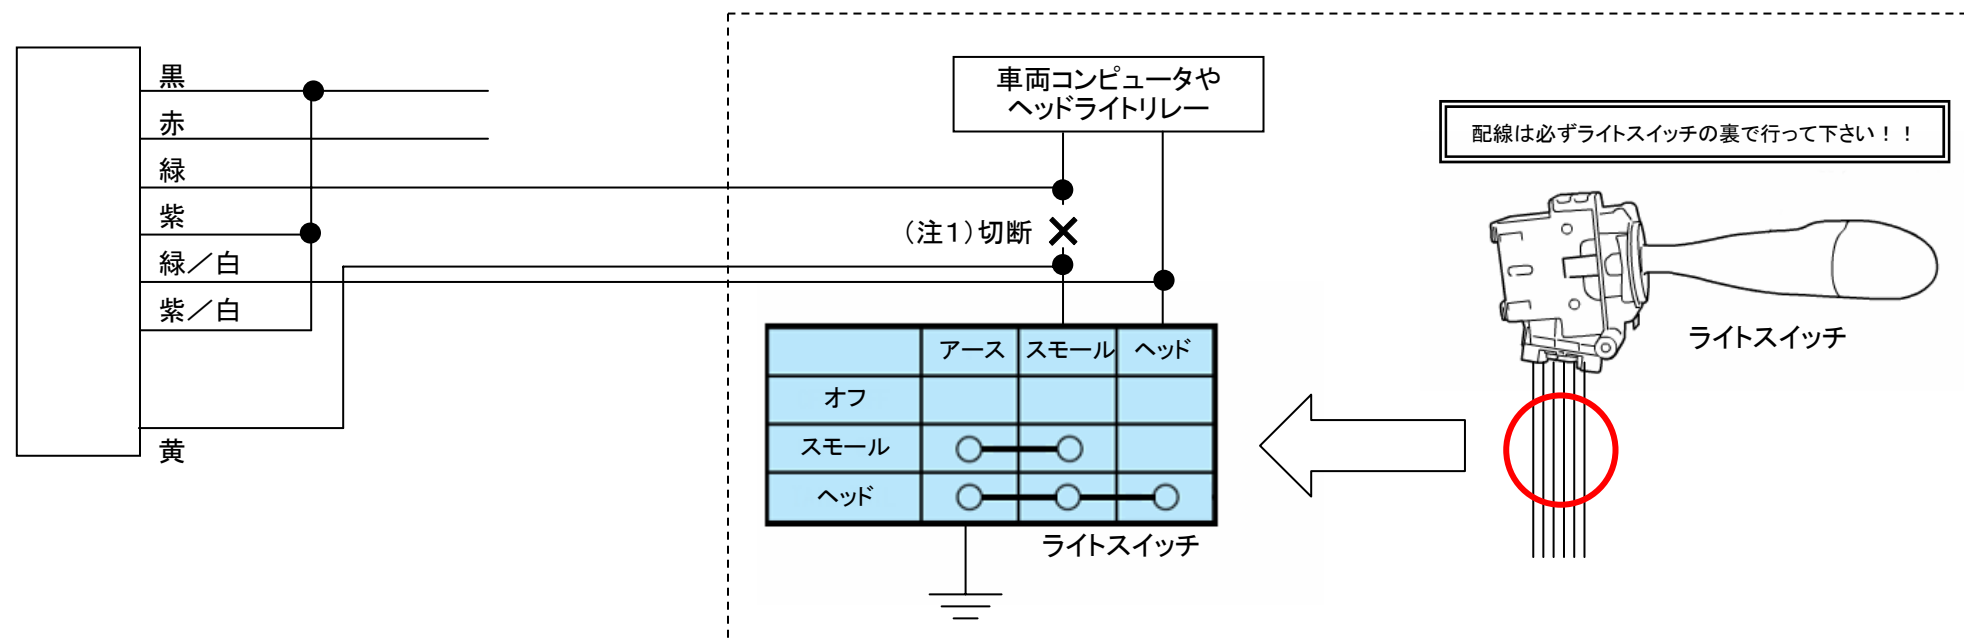 黒
赤
緑
紫
緑／白
紫／白
黄
車両コンピュータや
ヘッドライトリレー
（注１）切断
アース スモール ヘッド
オフ
スモール
ヘッド
ライトスイッチ
配線は必ずライトスイッチの裏で行って下さい！！
ライトスイッチ